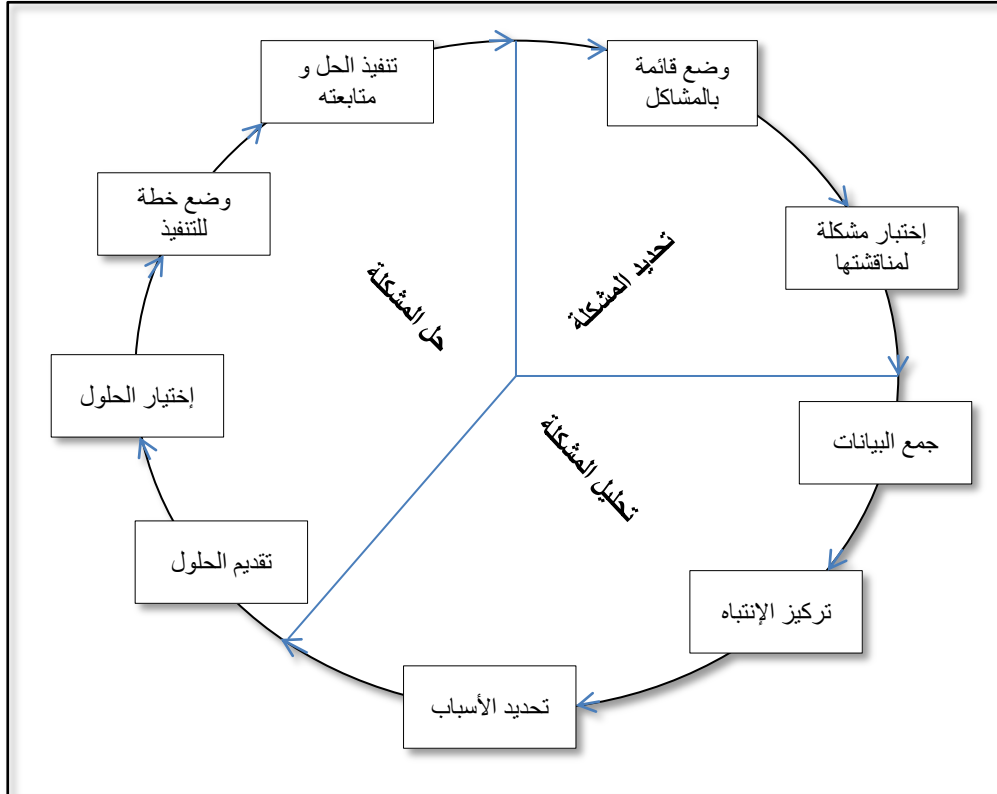 وضع قائمة
بالمشاكل
إختبار مشكلة
لمناقشتها
جمع البيانات
تركيز الإنتباه
تحديد الأسباب
تقديم الحلول
إختيار الحلول
وضع خطة
للتنفيذ
تنفيذ الحل و
متابعته
تحديد المشكلة
تحليل المشكلة
حل المشكلة